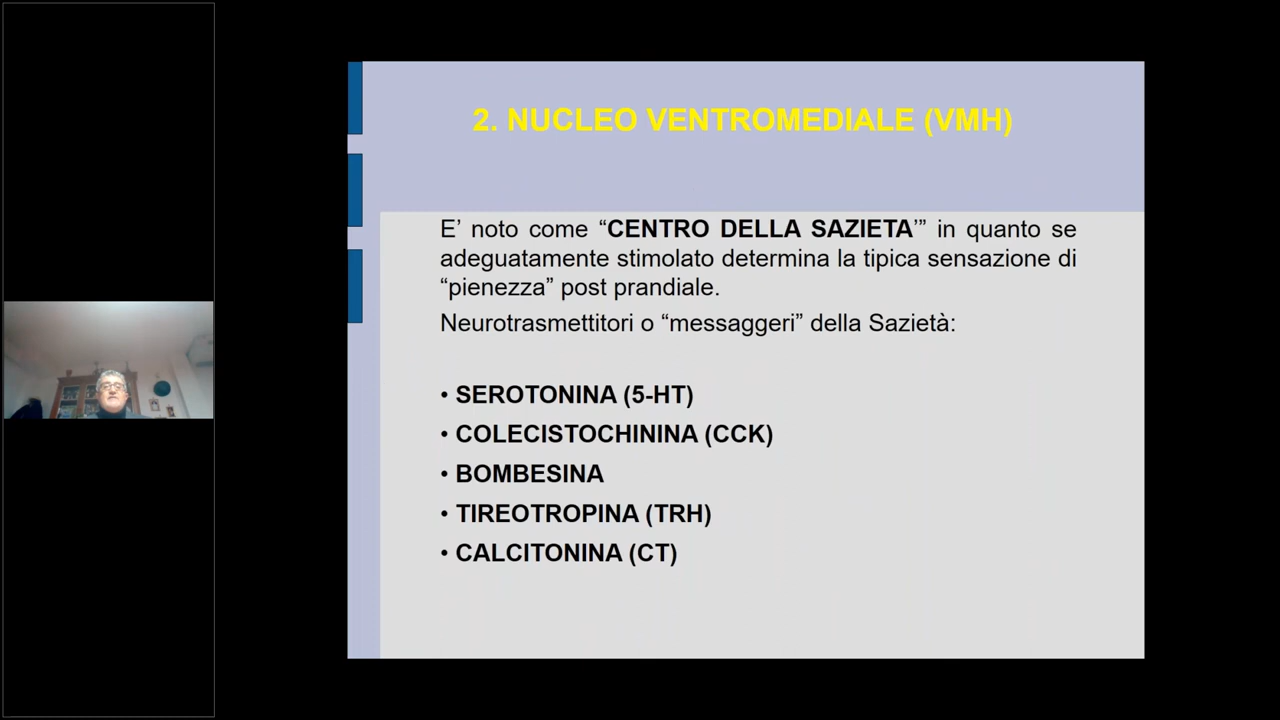 2. NUCLEO VENTROMEDIALE (VMH)
E’ noto come “CENTRO DELLA SAZIETA’” in quanto se
adeguatamente stimolato determina la tipica sensazione di
“pienezza” post prandiale.
Neurotrasmettitori o “messaggeri” della Sazietà:
• SEROTONINA (5-HT)
• COLECISTOCHININA (CCK)
• BOMBESINA
• TIREOTROPINA (TRH)
• CALCITONINA (CT)